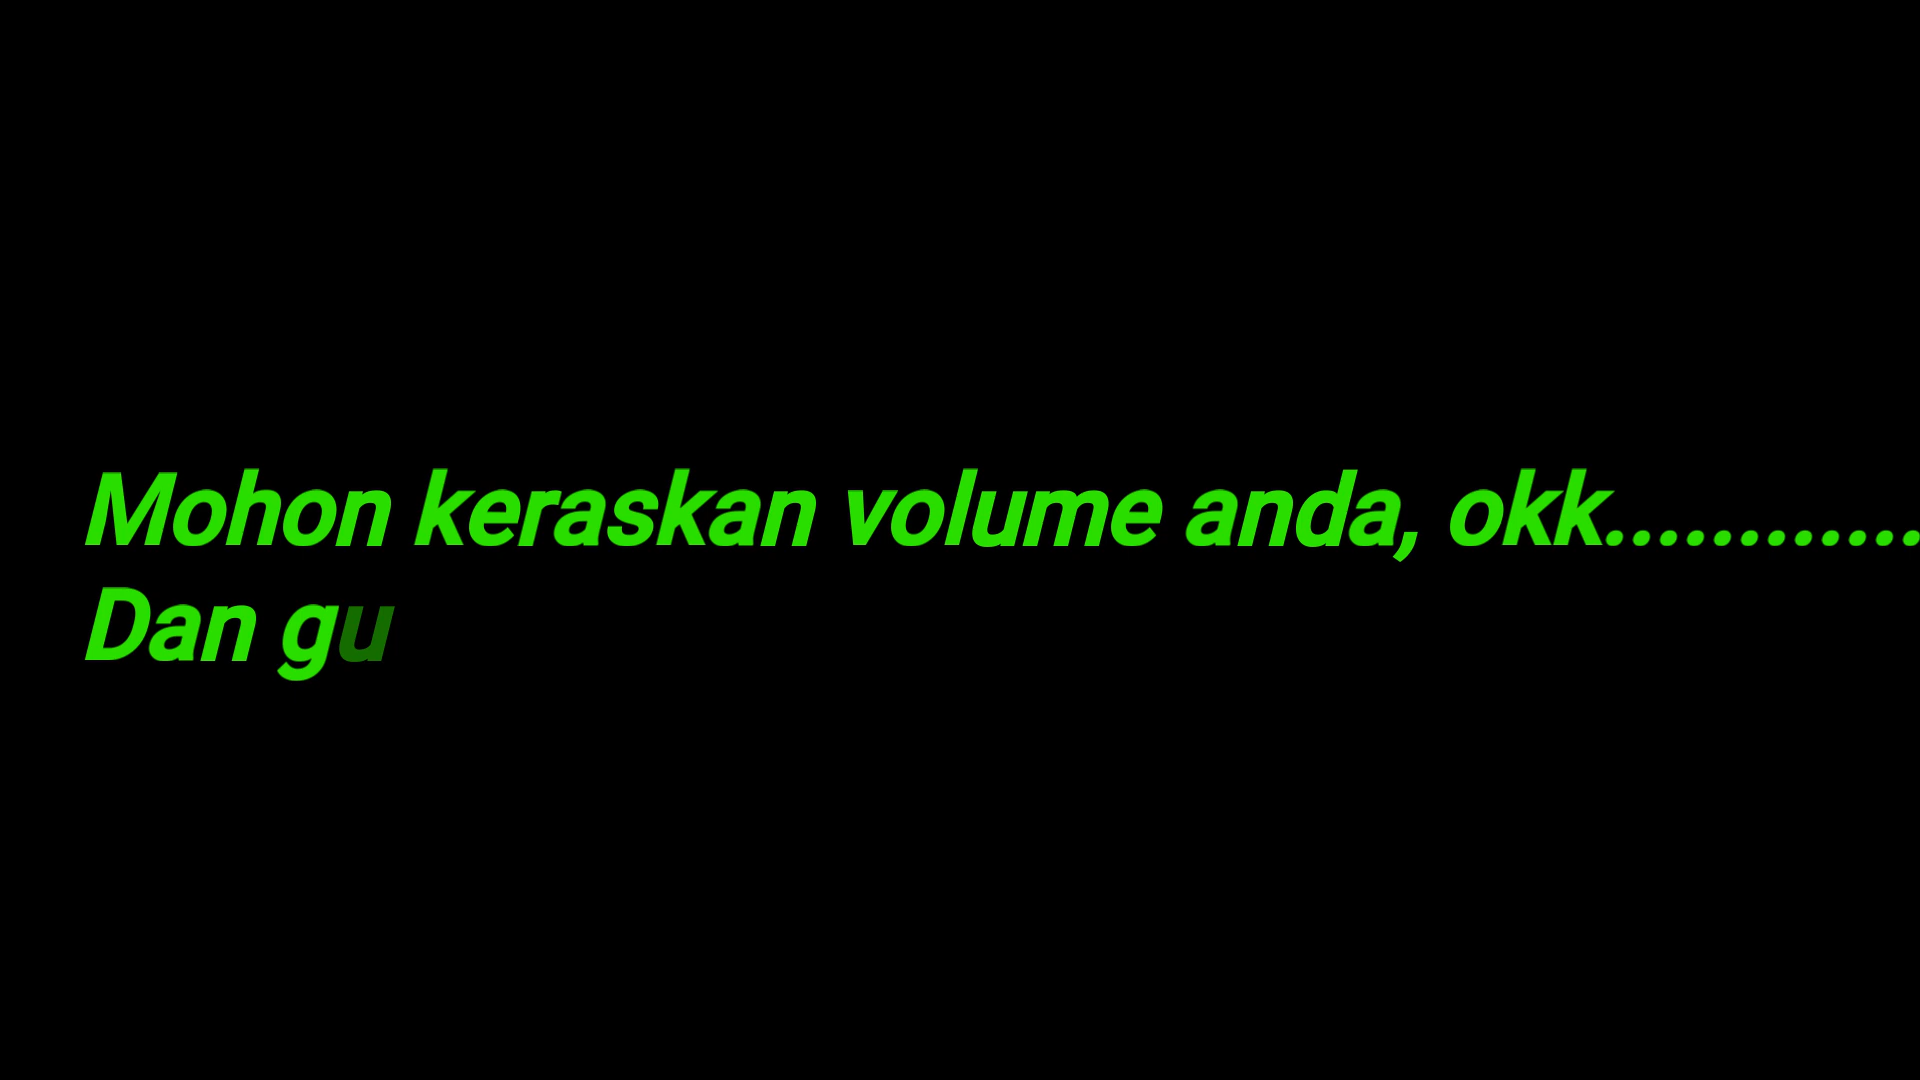 Mohon keraskan volume anda, okk............
Dan gu